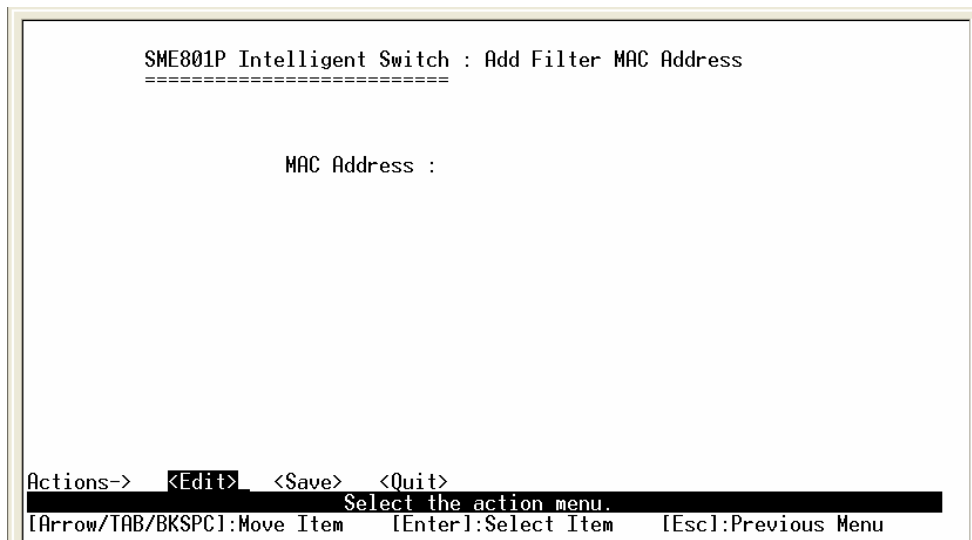 SME801P Intelligent Switch : Add Filter MAC Address
==========================
MAC Address :
Actions-> <Edit> <Save> <Quit>
Select the action menu.
[Arrow/TAB/BKSPC]:Move Item [Enter]:Select Item [Esc]:Previous Menu